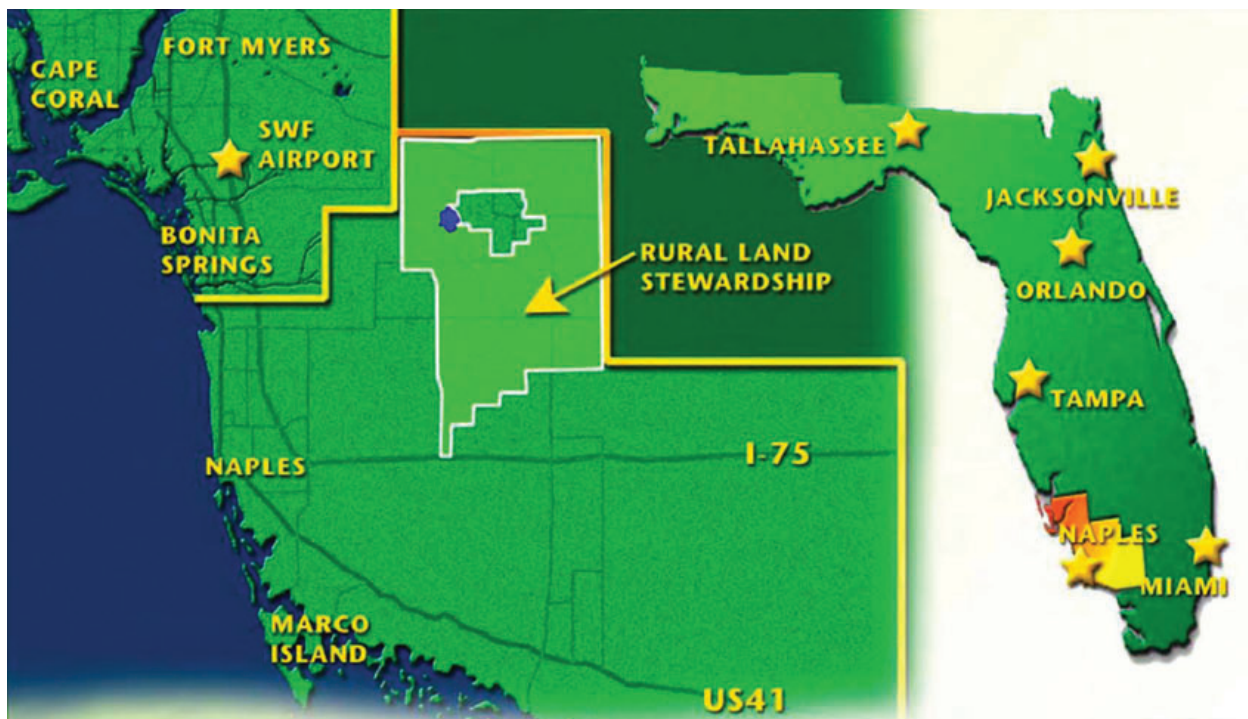 FORT MYERS
CAPE
CORAL
SWF
AIRPORT
BONITA
SPRINGS
RURAL LAND
STEWARDSHIP
NAPLES
I-75
MARCO
ISLAND
US41
TALLAHASSEE
JACKSONVILLE
ORLANDO
TAMPA
NAPLES
MIAMI